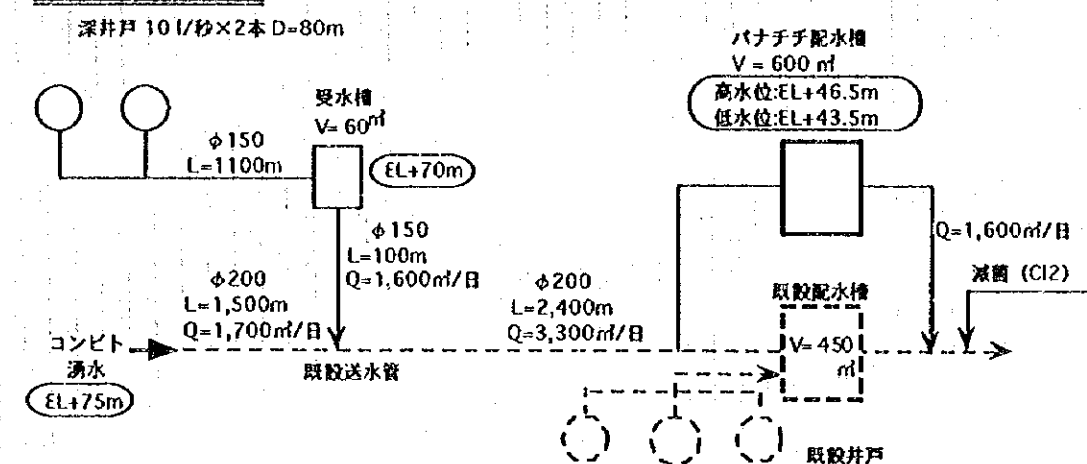 深井戸 10 l/秒×2本 D=80m
パナチチ配水槽
V = 600 ㎥
高水位:EL+46.5m
低水位:EL+43.5m
受水槽
V= 60㎥
φ150
L=1100m
EL+70m
φ150
L=100m
Q=1,600㎥/日
Q=1,600㎥/日
滅菌 (Cl2)
φ200
L=1,500m
Q=1,700㎥/日
φ200
L=2,400m
Q=3,300㎥/日
既設配水槽
V= 450
㎥
コンビト
湧水
EL+75m
既設送水管
既設井戸